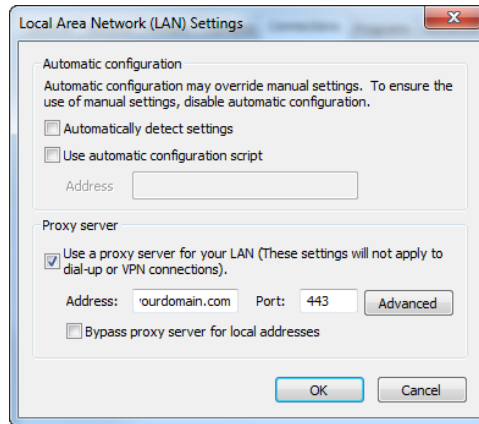 Local Area Network (LAN) Settings
Automatic configuration
Automatic configuration may override manual settings. To ensure the
use of manual settings, disable automatic configuration.
Automatically detect settings
Use automatic configuration script
Address
Proxy server
Use a proxy server for your LAN (These settings will not apply to
dial-up or VPN connections).
Address: ourdomain.com Port: 443 Advanced
Bypass proxy server for local addresses
OK Cancel